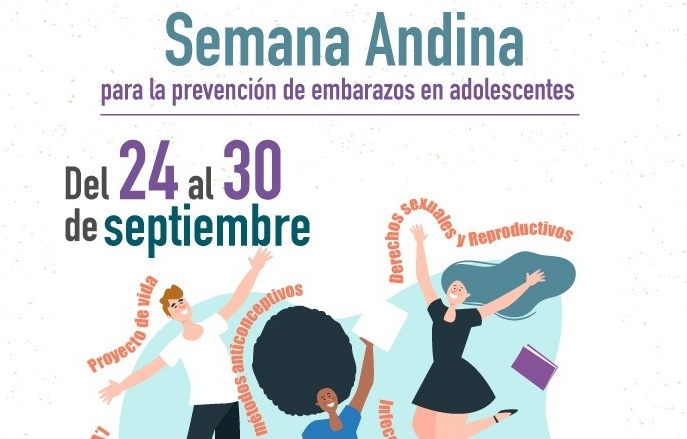 Semana Andina
para la prevención de embarazos en adolescentes
Del 24 al 30
de septiembre
Derechos sexuales y Reproductivos
Proyecto de vida
métodos anticonceptivos